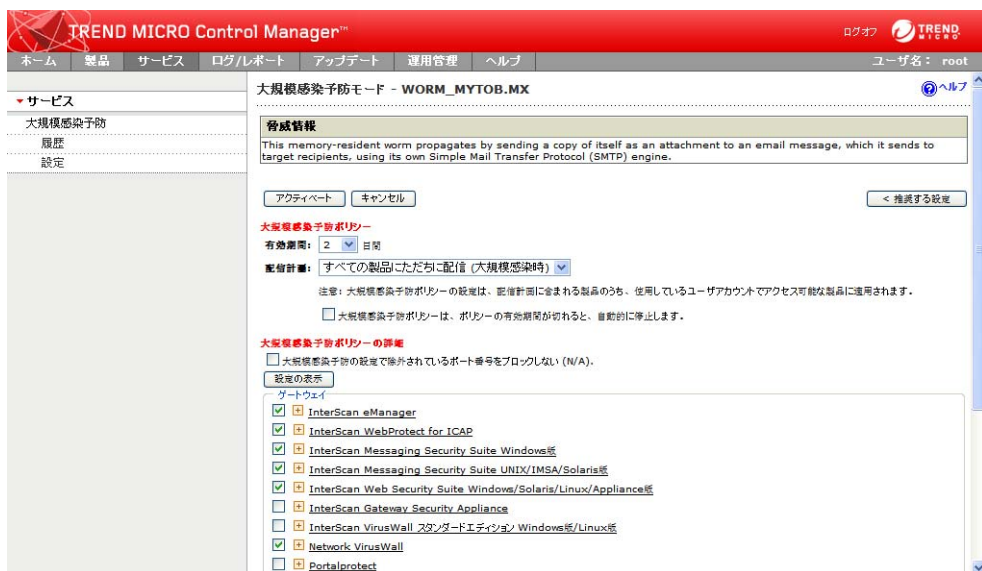 TREND MICRO Control Manager™
ログオフ
TREND MICRO
ホーム 製品 サービス ログ/レポート アップデート 運用管理 ヘルプ ユーザ名: root
サービス
大規模感染予防
履歴
設定
大規模感染予防モード - WORM_MYTOB.MX
ヘルプ
脅威情報
This memory-resident worm propagates by sending a copy of itself as an attachment to an email message, which it sends to
target recipients, using its own Simple Mail Transfer Protocol (SMTP) engine.
アクティベート キャンセル < 推奨する設定
大規模感染予防ポリシー
有効期間: 2 日間
配信計画: すべての製品にただちに配信 (大規模感染時)
注意: 大規模感染予防ポリシーの設定は、配信計画に含まれる製品のうち、使用しているユーザアカウントでアクセス可能な製品に適用されます。
大規模感染予防ポリシーは、ポリシーの有効期間が切れると、自動的に停止します。
大規模感染予防ポリシーの詳細
大規模感染予防の設定で除外されているポート番号をブロックしない (N/A).
設定の表示
ゲートウェイ
InterScan eManager
InterScan WebProtect for ICAP
InterScan Messaging Security Suite Windows版
InterScan Messaging Security Suite UNIX/IMSA/Solaris版
InterScan Web Security Suite Windows/Solaris/Linux/Appliance版
InterScan Gateway Security Appliance
InterScan VirusWall スタンダードエディション Windows版/Linux版
Network VirusWall
Portalprotect